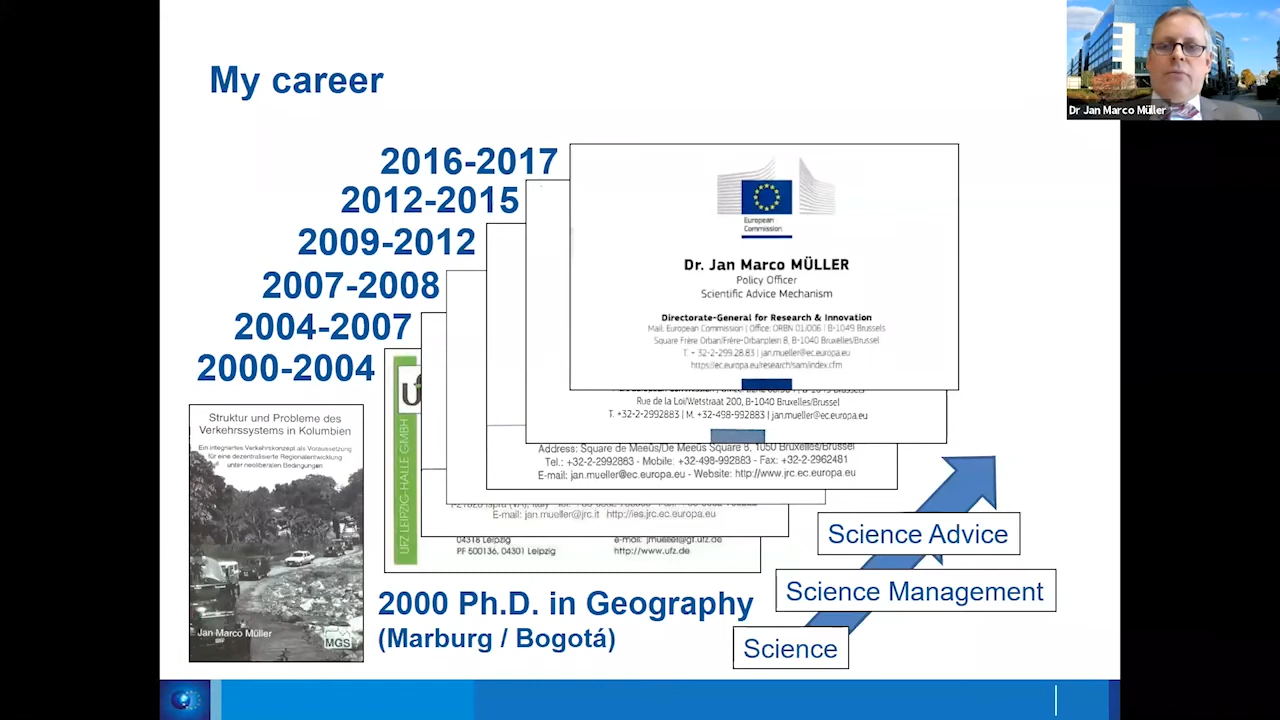 My career
Dr Jan Marco Müller
2016-2017
2012-2015
2009-2012
2007-2008
2004-2007
2000-2004
European
Commission
Dr. Jan Marco MÜLLER
Policy Officer
Scientific Advice Mechanism
Directorate-General for Research & Innovation
Mail: European Commission | Office: ORBN 01/006 | B-1049 Brussels
Square Frère Orban/Frère-Orbanplein 8, B-1040 Bruxelles/Brussel
T. + 32-2-299.28.83 | jan.mueller@ec.europa.eu
https://ec.europa.eu/research/sam/index.cfm
Rue de la Loi/Wetstraat 200, B-1040 Bruxelles/Brussel
T. +32-2-2992883 | M. +32-498-992883 | jan.mueller@ec.europa.eu
Address: Square de Meeûs/De Meeûs Square 8, 1050 Bruxelles/Brussel
Tel.: +32-2-2992883 - Mobile: +32-498-992883 - Fax: +32-2-2962481
E-mail: jan.mueller@ec.europa.eu - Website: http://www.jrc.ec.europa.eu
E-mail: jan.mueller@jrc.it http://ies.jrc.ec.europa.eu
04318 Leipzig e-mail: jmueller@gf.ufz.de
PF 500136, 04301 Leipzig http://www.ufz.de
UFZ LEIPZIG-HALLE GMBH
Struktur und Probleme des
Verkehrssystems in Kolumbien
Ein integriertes Verkehrskonzept als Voraussetzung
für eine dezentralisierte Regionalentwicklung
unter neoliberalen Bedingungen
Jan Marco Müller
MGS
2000 Ph.D. in Geography
(Marburg / Bogotá)
Science Advice
Science Management
Science